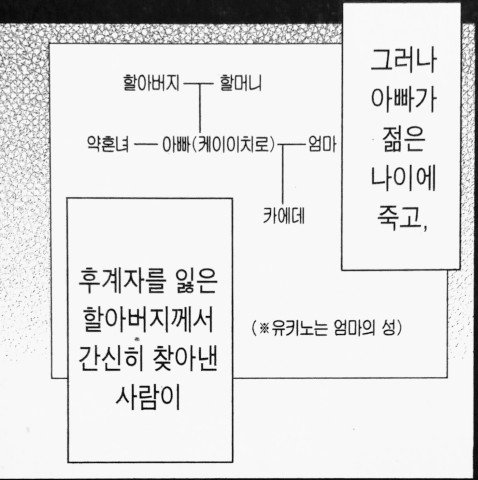 그러나
아빠가
젊은
나이에
죽고,
할아버지 할머니
약혼녀 아빠(케이이치로) 엄마
카에데
(※유키노는 엄마의 성)
후계자를 잃은
할아버지께서
간신히 찾아낸
사람이